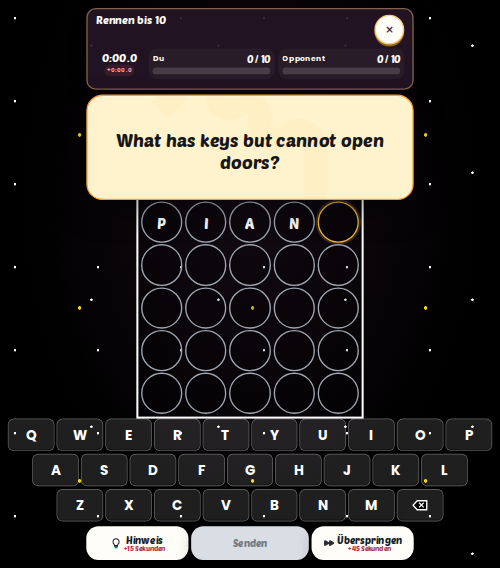 Rennen bis 10
×
0:00.0
+0:00.0
Du 0/10
Opponent 0/10
What has keys but cannot open
doors?
P I A N
Q W E R T Y U I O P
A S D F G H J K L
Z X C V B N M
Hinweis
+15 Sekunden
Senden
Überspringen
+45 Sekunden